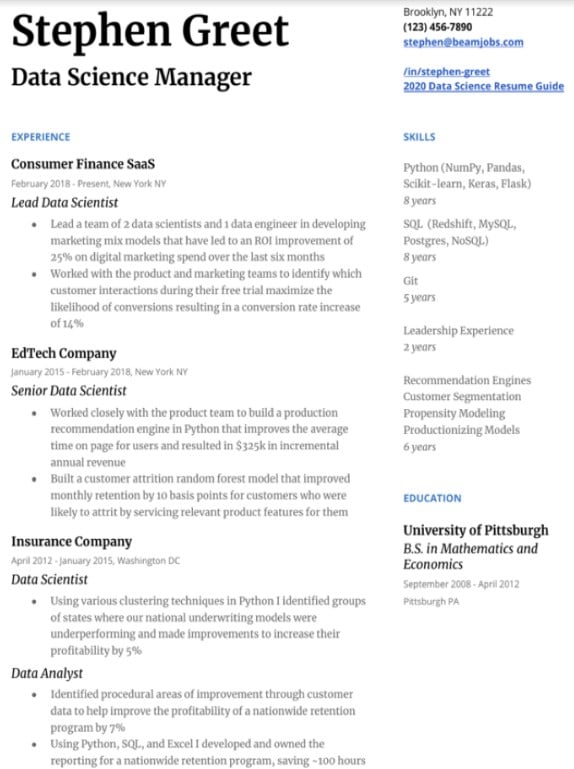 Stephen Greet
Data Science Manager
Brooklyn, NY 11222
(123) 456-7890
stephen@beamjobs.com
/in/stephen-greet
2020 Data Science Resume Guide
EXPERIENCE
Consumer Finance SaaS
February 2018 - Present, New York NY
Lead Data Scientist
● Lead a team of 2 data scientists and 1 data engineer in developing
marketing mix models that have led to an ROI improvement of
25% on digital marketing spend over the last six months
● Worked with the product and marketing teams to identify which
customer interactions during their free trial maximize the
likelihood of conversions resulting in a conversion rate increase
of 14%
EdTech Company
January 2015 - February 2018, New York NY
Senior Data Scientist
● Worked closely with the product team to build a production
recommendation engine in Python that improves the average
time on page for users and resulted in $325k in incremental
annual revenue
● Built a customer attrition random forest model that improved
monthly retention by 10 basis points for customers who were
likely to attrit by servicing relevant product features for them
Insurance Company
April 2012 - January 2015, Washington DC
Data Scientist
● Using various clustering techniques in Python I identified groups
of states where our national underwriting models were
underperforming and made improvements to increase their
profitability by 5%
Data Analyst
● Identified procedural areas of improvement through customer
data to help improve the profitability of a nationwide retention
program by 7%
● Using Python, SQL, and Excel I developed and owned the
reporting for a nationwide retention program, saving ~100 hours
SKILLS
Python (NumPy, Pandas,
Scikit-learn, Keras, Flask)
8 years
SQL (Redshift, MySQL,
Postgres, NoSQL)
8 years
Git
5 years
Leadership Experience
2 years
Recommendation Engines
Customer Segmentation
Propensity Modeling
Productionizing Models
6 years
EDUCATION
University of Pittsburgh
B.S. in Mathematics and
Economics
September 2008 - April 2012
Pittsburgh PA